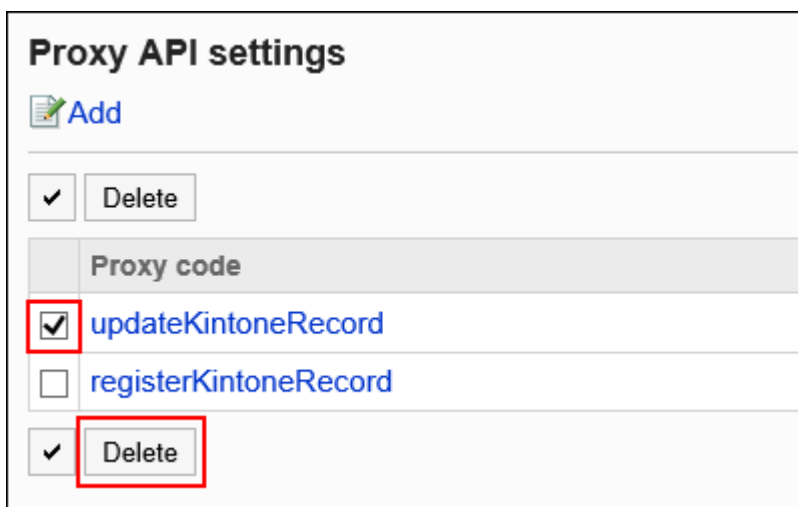 Proxy API settings
Add
Delete
Proxy code
updateKintoneRecord
registerKintoneRecord
Delete